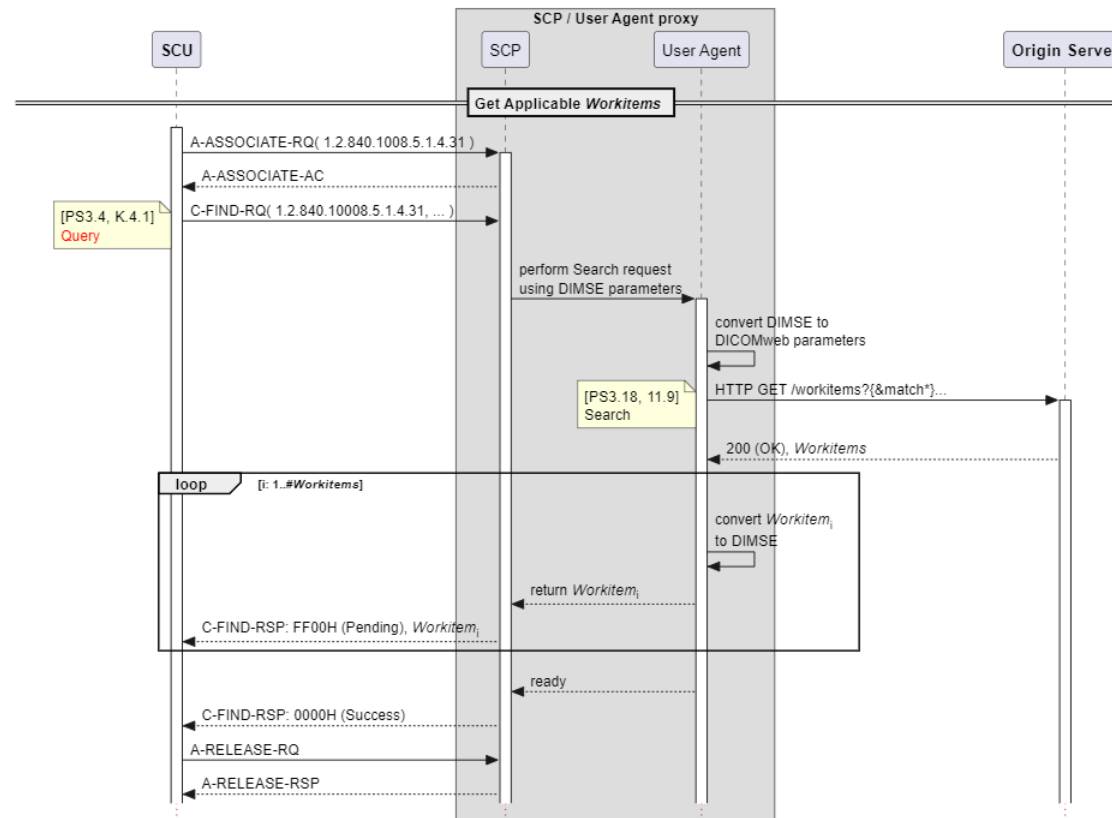 SCP / User Agent proxy
SCU
SCP
User Agent
Origin Serve
Get Applicable Workitems
A-ASSOCIATE-RQ( 1.2.840.1008.5.1.4.31 )
A-ASSOCIATE-AC
[PS3.4, K.4.1]
Query
C-FIND-RQ( 1.2.840.10008.5.1.4.31, ... )
perform Search request
using DIMSE parameters
convert DIMSE to
DICOMweb parameters
[PS3.18, 11.9]
Search
HTTP GET /workitems?{&match*}...
200 (OK), Workitems
loop
[i: 1..#Workitems]
convert Workitemi
to DIMSE
return Workitemi
C-FIND-RSP: FF00H (Pending), Workitemi
ready
C-FIND-RSP: 0000H (Success)
A-RELEASE-RQ
A-RELEASE-RSP